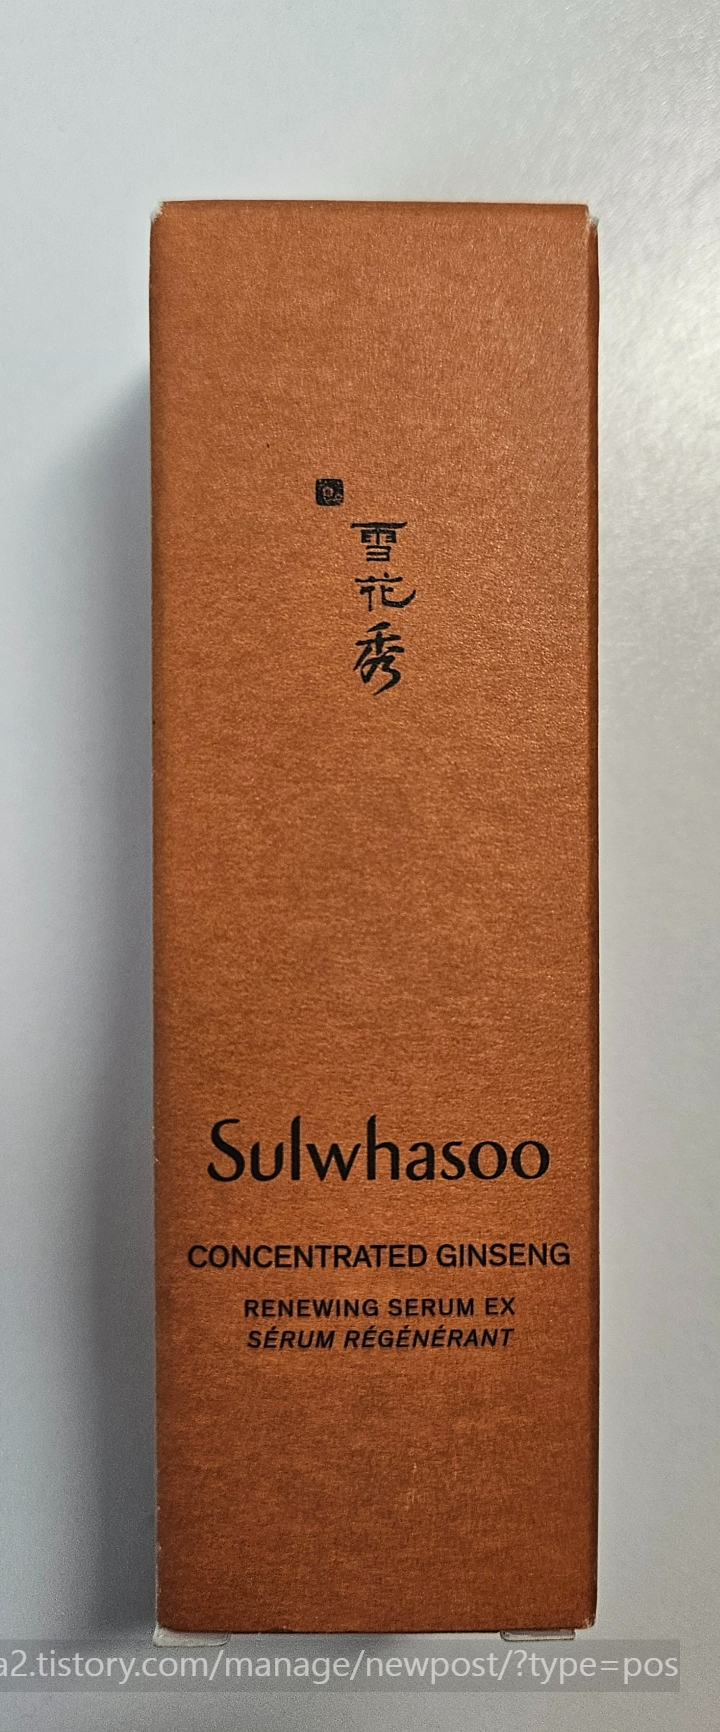 雪
花
秀
Sulwhasoo
CONCENTRATED GINSENG
RENEWING SERUM EX
SÉRUM RÉGÉNÉRANT
a2.tistory.com/manage/newpost/?type=pos